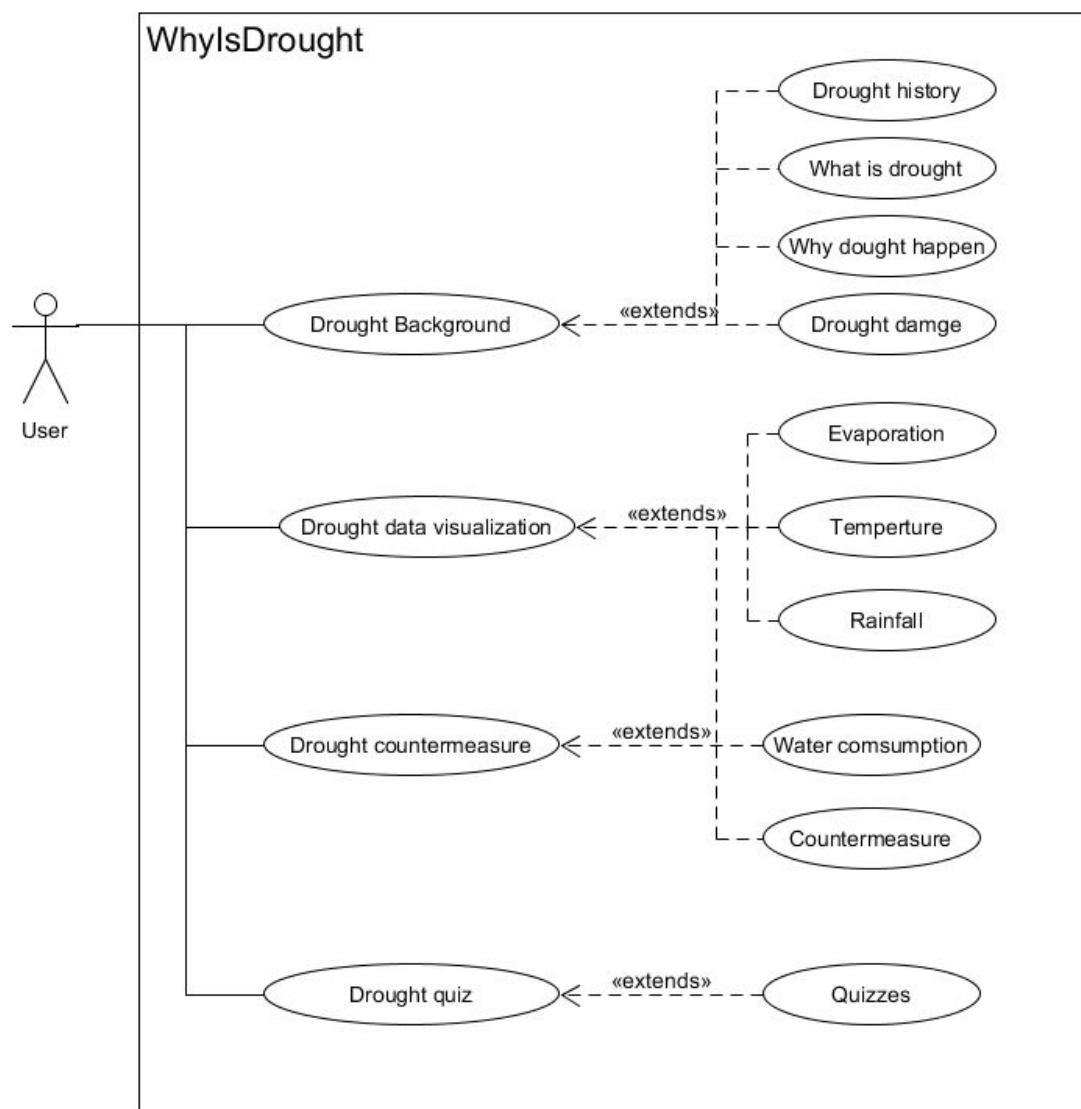 WhyIsDrought
Drought history
What is drought
Why dought happen
Drought Background
«extends»
Drought damge
User
Evaporation
Drought data visualization
«extends»
Temperture
Rainfall
Drought countermeasure
«extends»
Water comsumption
Countermeasure
Drought quiz
«extends»
Quizzes